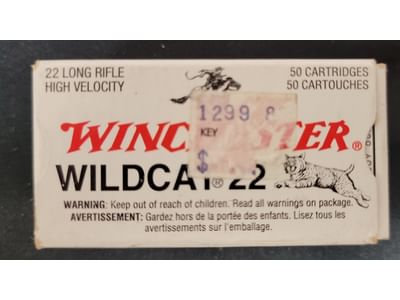 22 LONG RIFLE
HIGH VELOCITY
50 CARTRIDGES
50 CARTOUCHES
1299 8
KEY
$
WINCHESTER®
WILDCAT® 22
WARNING: Keep out of reach of children. Read all warnings on package.
AVERTISSEMENT: Gardez hors de la portée des enfants. Lisez tous les
avertissements sur l'emballage.